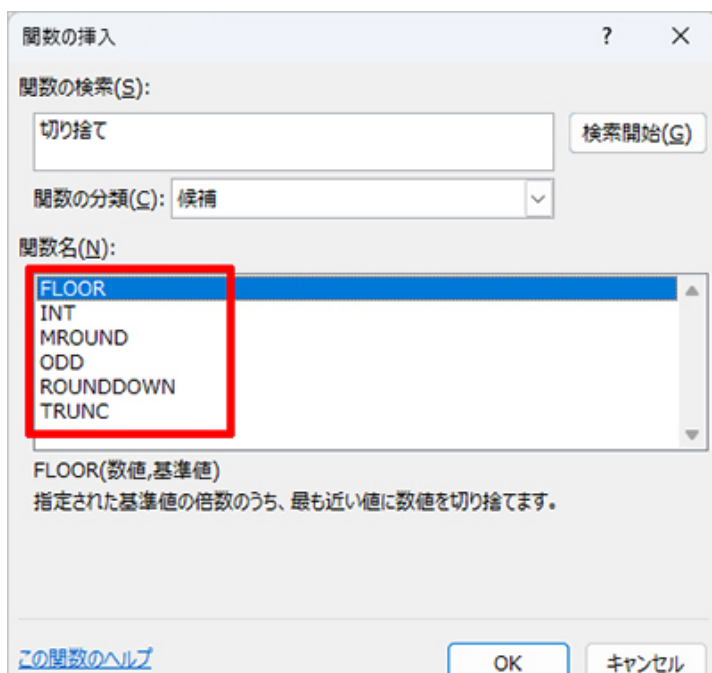 関数の挿入 ? ×
関数の検索(S):
切り捨て
検索開始(G)
関数の分類(C): 候補
関数名(N):
FLOOR
INT
MROUND
ODD
ROUNDDOWN
TRUNC
FLOOR(数値,基準値)
指定された基準値の倍数のうち、最も近い値に数値を切り捨てます。
この関数のヘルプ
OK
キャンセル